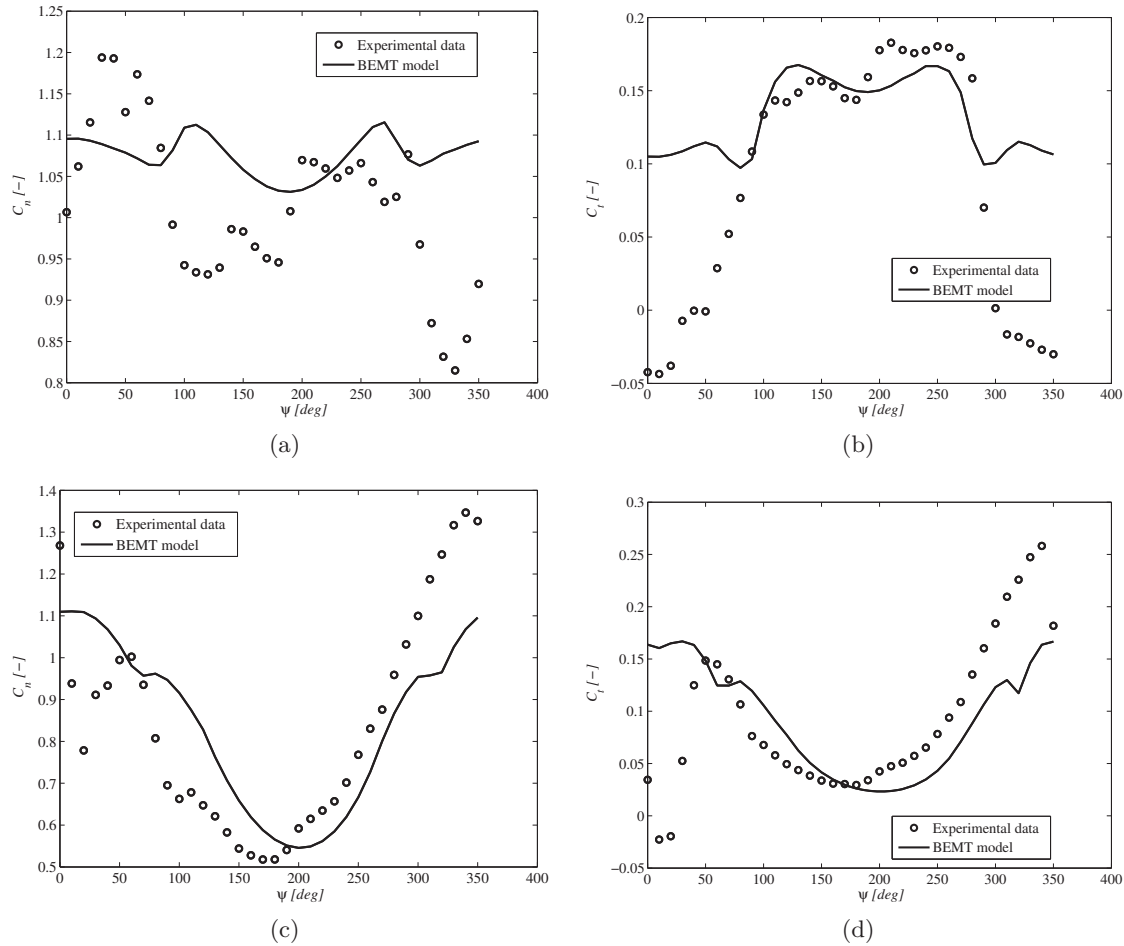 1.25
1.2
1.15
1.1
1.05
1
0.95
0.9
0.85
0.8
C_n [−]
0 50 100 150 200 250 300 350 400
Ψ [deg]
Experimental data
BEMT model
(a)
0.2
0.15
0.1
0.05
0
−0.05
C_t [−]
0 50 100 150 200 250 300 350 400
Ψ [deg]
Experimental data
BEMT model
(b)
1.4
1.3
1.2
1.1
1
0.9
0.8
0.7
0.6
0.5
C_n [−]
0 50 100 150 200 250 300 350 400
Ψ [deg]
Experimental data
BEMT model
(c)
0.3
0.25
0.2
0.15
0.1
0.05
0
−0.05
C_t [−]
0 50 100 150 200 250 300 350 400
Ψ [deg]
Experimental data
BEMT model
(d)